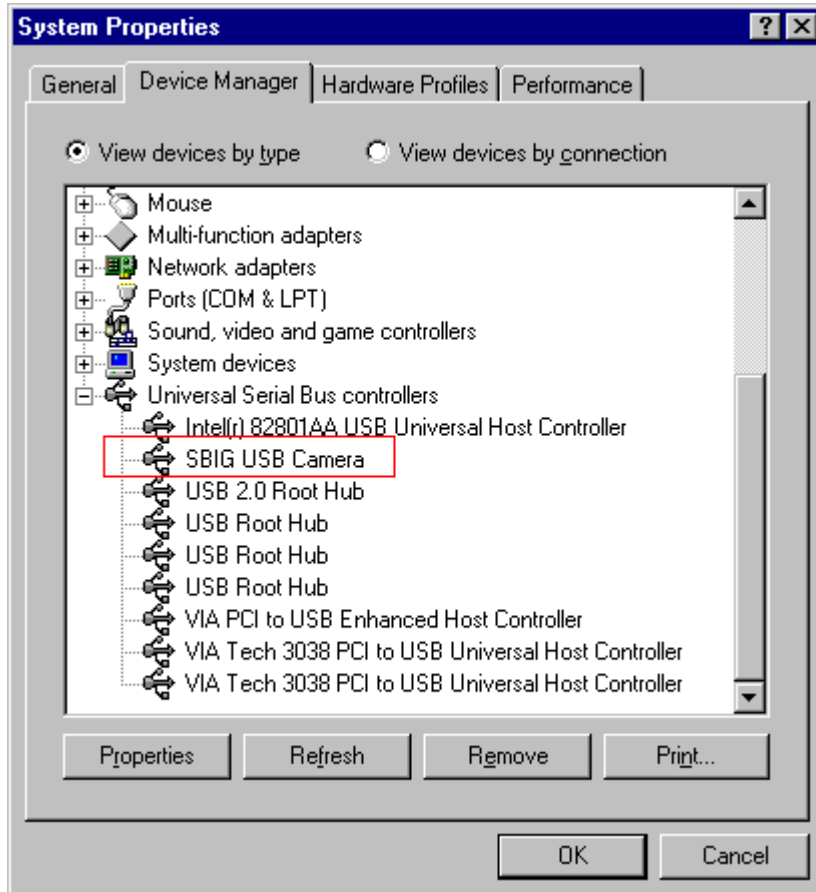 System Properties
General Device Manager Hardware Profiles Performance
View devices by type View devices by connection
Mouse
Multi-function adapters
Network adapters
Ports (COM & LPT)
Sound, video and game controllers
System devices
Universal Serial Bus controllers
Intel(r) 82801AA USB Universal Host Controller
SBIG USB Camera
USB 2.0 Root Hub
USB Root Hub
USB Root Hub
USB Root Hub
VIA PCI to USB Enhanced Host Controller
VIA Tech 3038 PCI to USB Universal Host Controller
VIA Tech 3038 PCI to USB Universal Host Controller
Properties Refresh Remove Print...
OK Cancel